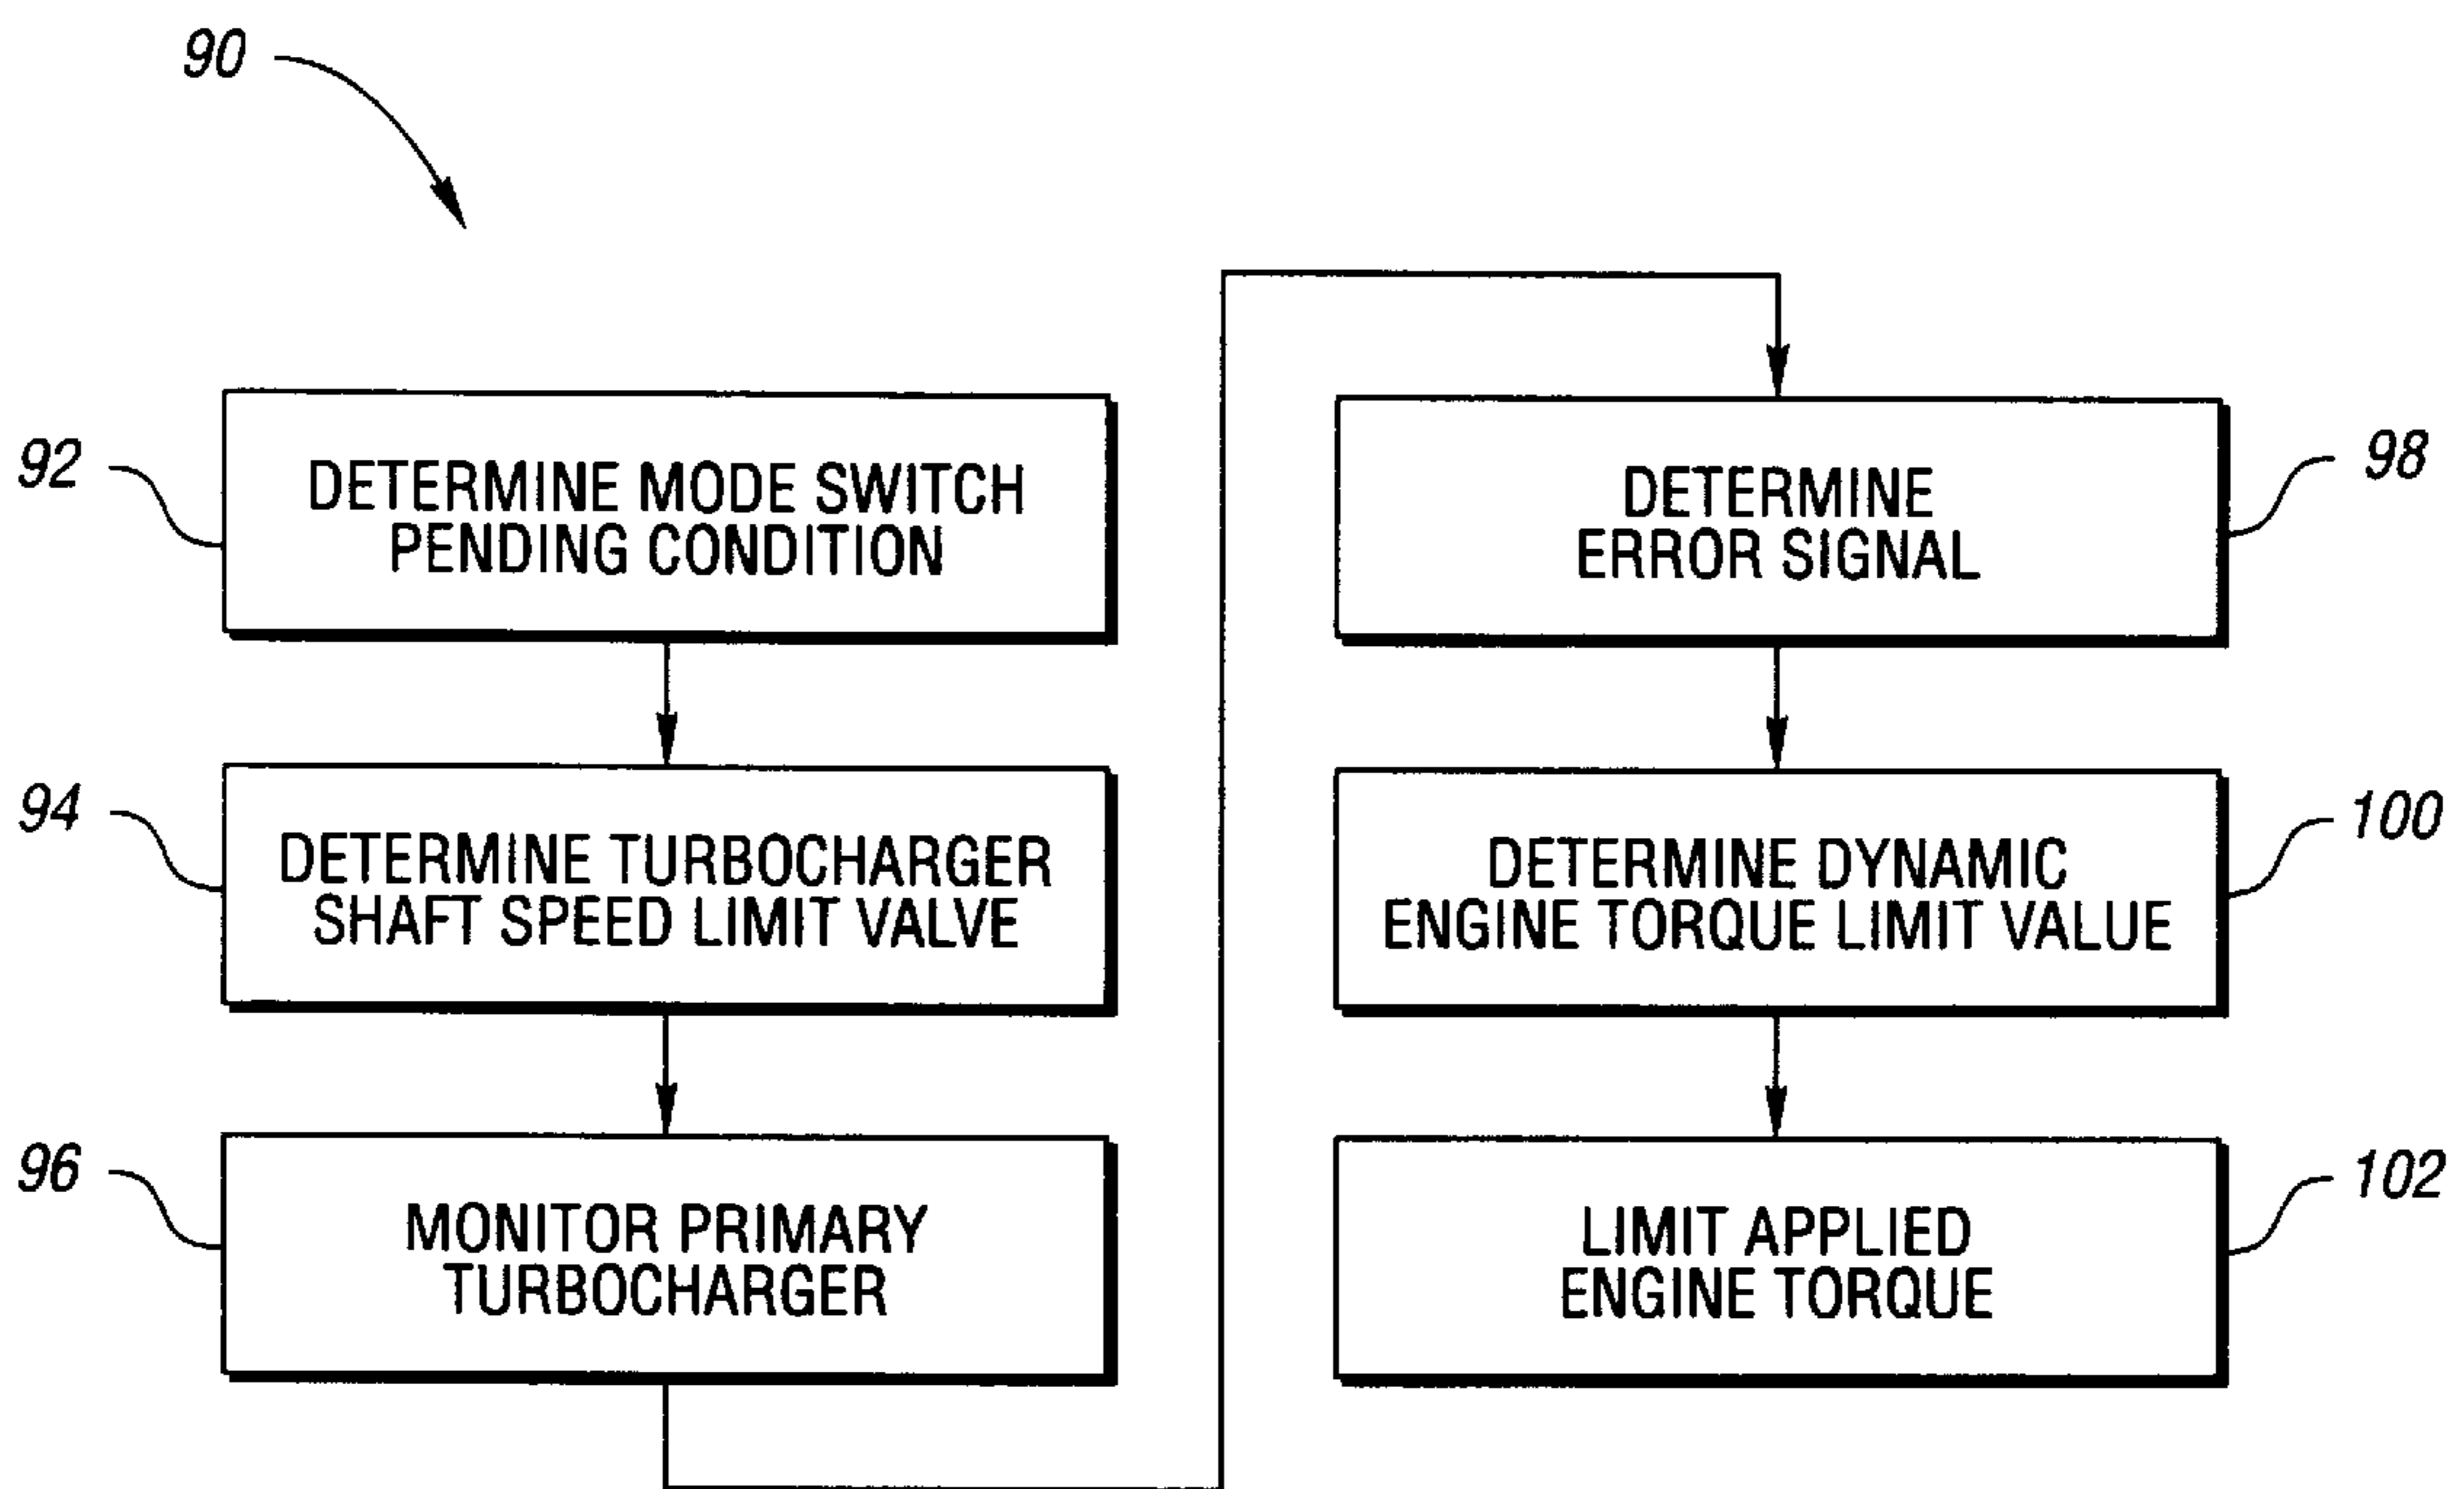 90
92
DETERMINE MODE SWITCH
PENDING CONDITION
94
DETERMINE TURBOCHARGER
SHAFT SPEED LIMIT VALVE
96
MONITOR PRIMARY
TURBOCHARGER
98
DETERMINE
ERROR SIGNAL
100
DETERMINE DYNAMIC
ENGINE TORQUE LIMIT VALUE
102
LIMIT APPLIED
ENGINE TORQUE